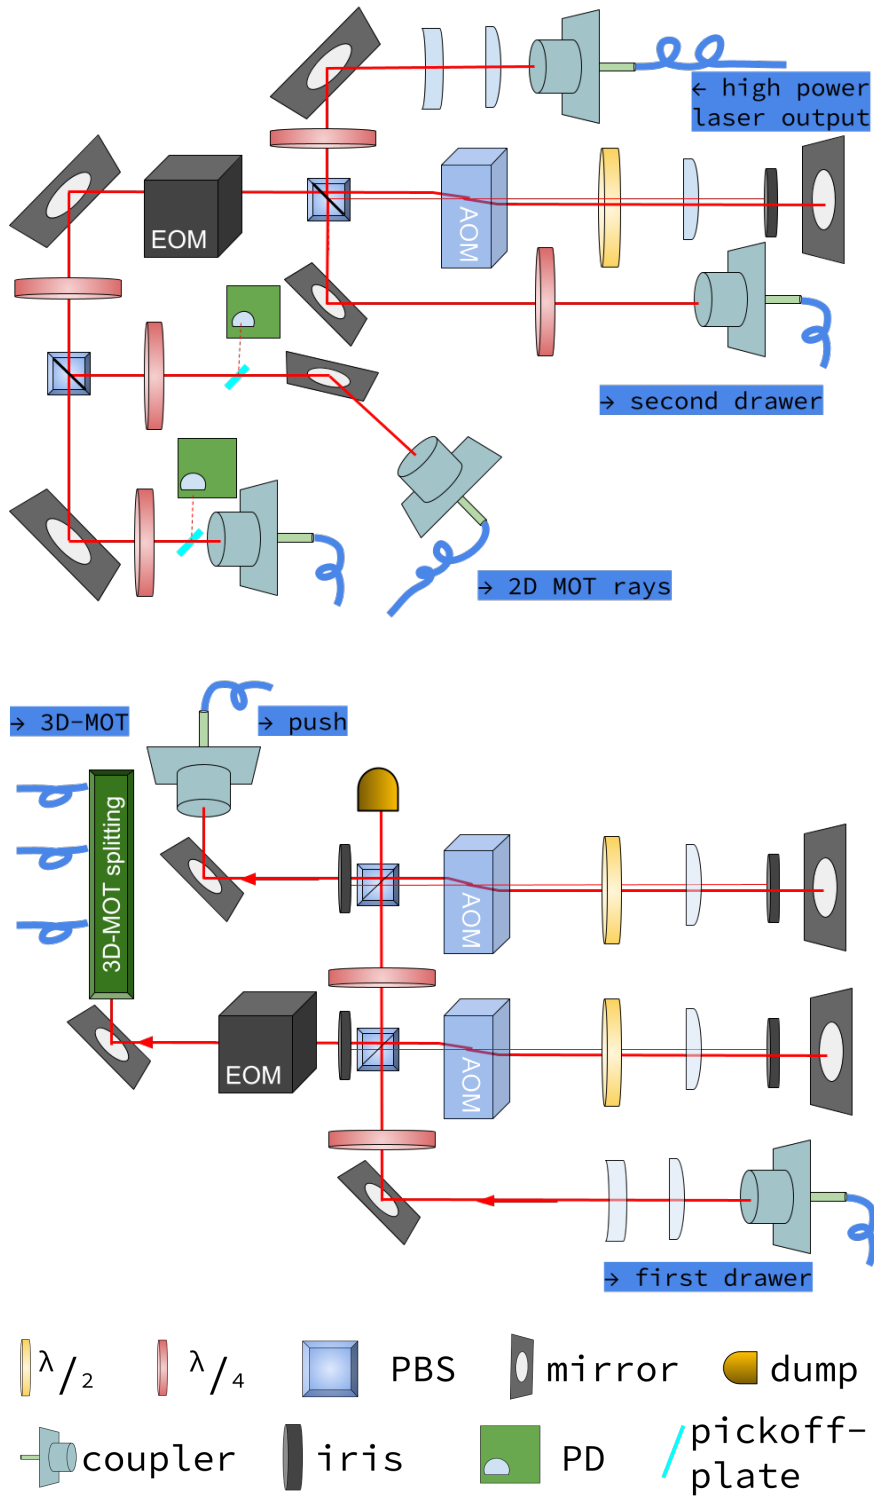 ← high power
laser output
EOM
AOM
→ second drawer
→ 2D MOT rays
→ 3D-MOT
→ push
3D-MOT splitting
AOM
EOM
AOM
→ first drawer
λ/2
λ/4
PBS
mirror
dump
coupler
iris
PD
pickoff-
plate